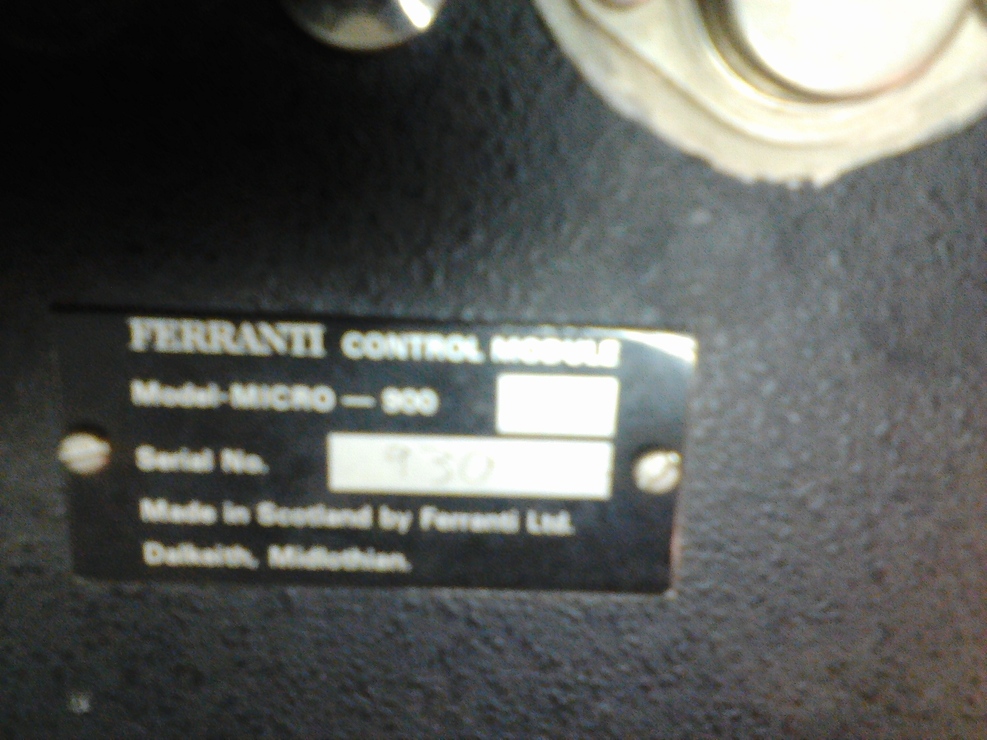 FERRANTI CONTROL MODULE
Model-MICRO — 900
Serial No. 930
Made in Scotland by Ferranti Ltd.
Dalkeith, Midlothian.